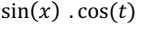 sin(𝑥) .cos(𝑡)